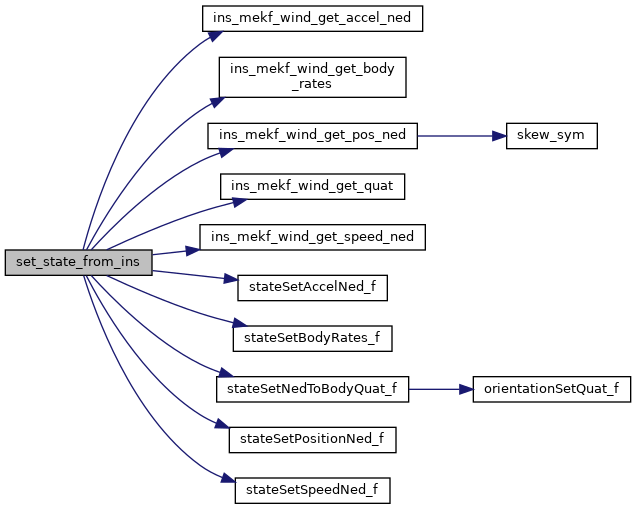 ins_mekf_wind_get_accel_ned
ins_mekf_wind_get_body
_rates
ins_mekf_wind_get_pos_ned
skew_sym
ins_mekf_wind_get_quat
ins_mekf_wind_get_speed_ned
set_state_from_ins
stateSetAccelNed_f
stateSetBodyRates_f
stateSetNedToBodyQuat_f
orientationSetQuat_f
stateSetPositionNed_f
stateSetSpeedNed_f